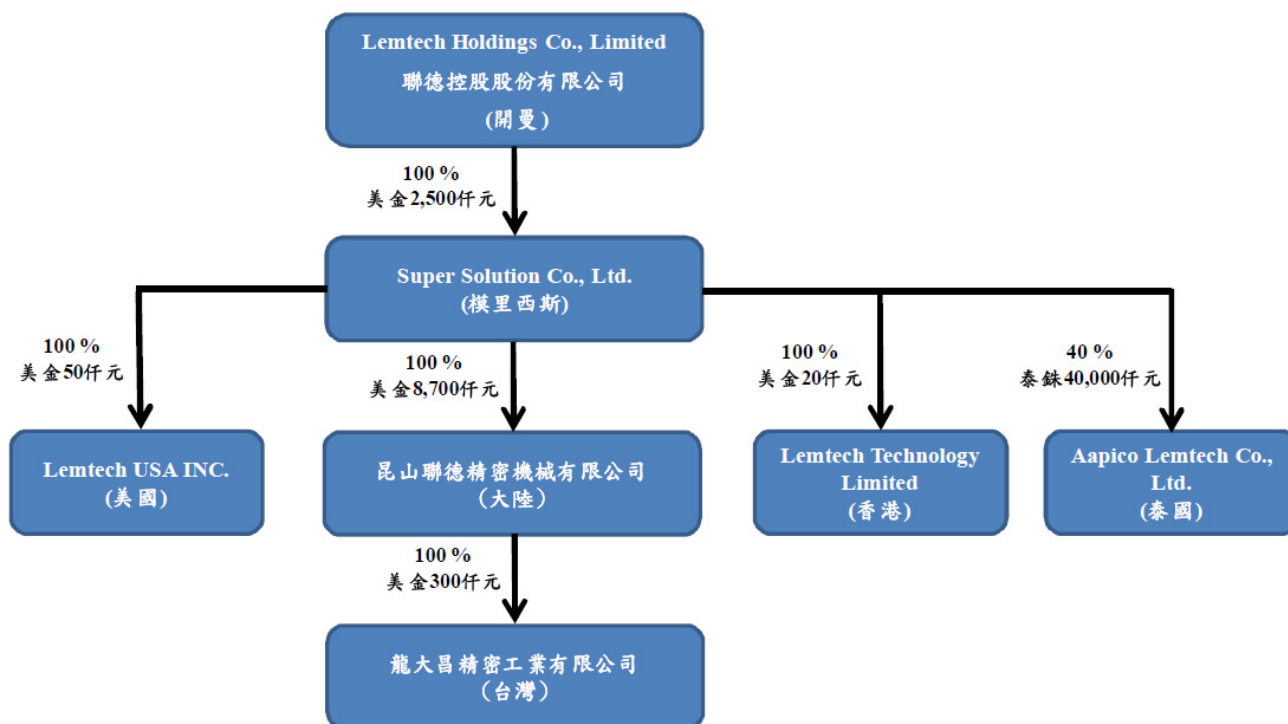 Lemtech Holdings Co., Limited
聯德控股股份有限公司
(開曼)
100 %
美金2,500仟元
Super Solution Co., Ltd.
(模里西斯)
100 %
美金50仟元
100 %
美金8,700仟元
100 %
美金20仟元
40 %
泰銖40,000仟元
Lemtech USA INC.
(美國)
昆山聯德精密機械有限公司
(大陸)
Lemtech Technology
Limited
(香港)
Aapico Lemtech Co.,
Ltd.
(泰國)
100 %
美金300仟元
龍大昌精密工業有限公司
(台灣)